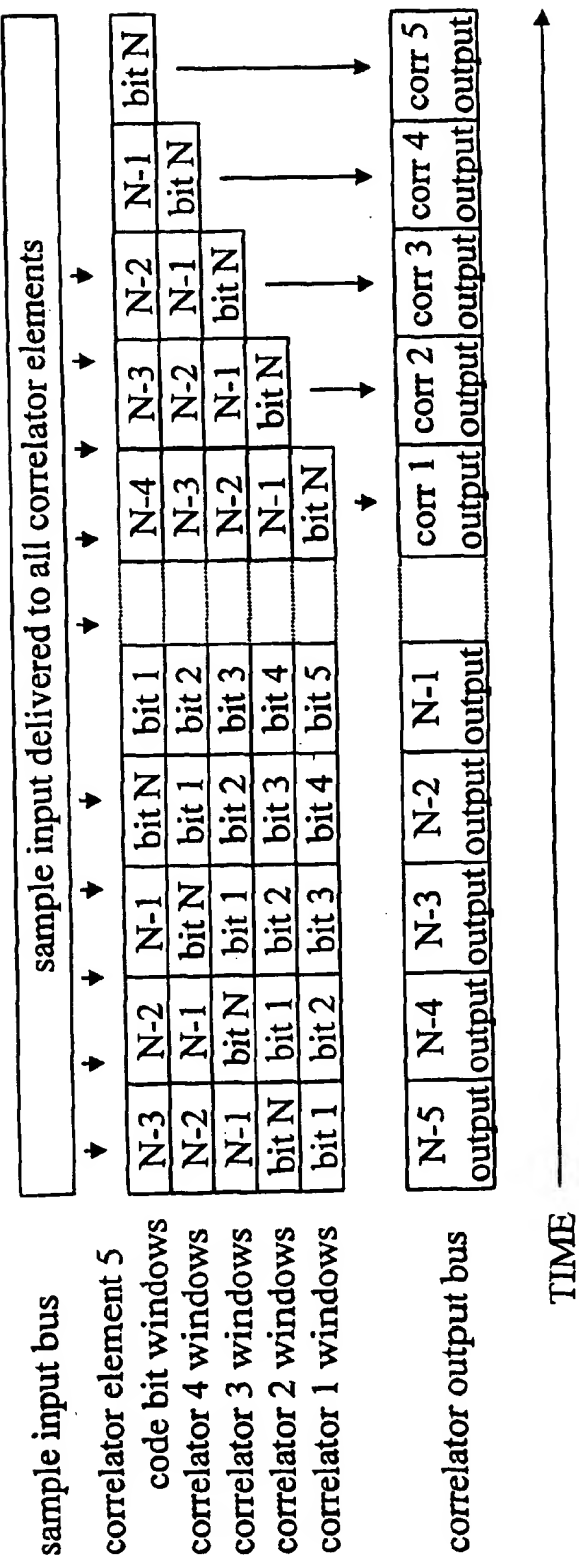 sample input bus
sample input delivered to all correlator elements
correlator element 5
code bit windows
N-3 N-2 N-1 bit N bit 1 N-4 N-3 N-2 N-1 bit N
correlator 4 windows
N-2 N-1 bit N bit 1 bit 2 N-3 N-2 N-1 bit N
correlator 3 windows
N-1 bit N bit 1 bit 2 bit 3 N-2 N-1 bit N
correlator 2 windows
bit N bit 1 bit 2 bit 3 bit 4 N-1 bit N
correlator 1 windows
bit 1 bit 2 bit 3 bit 4 bit 5 bit N
correlator output bus
N-5 N-4 N-3 N-2 N-1 corr 1 corr 2 corr 3 corr 4 corr 5
output output output output output output output output output output
TIME